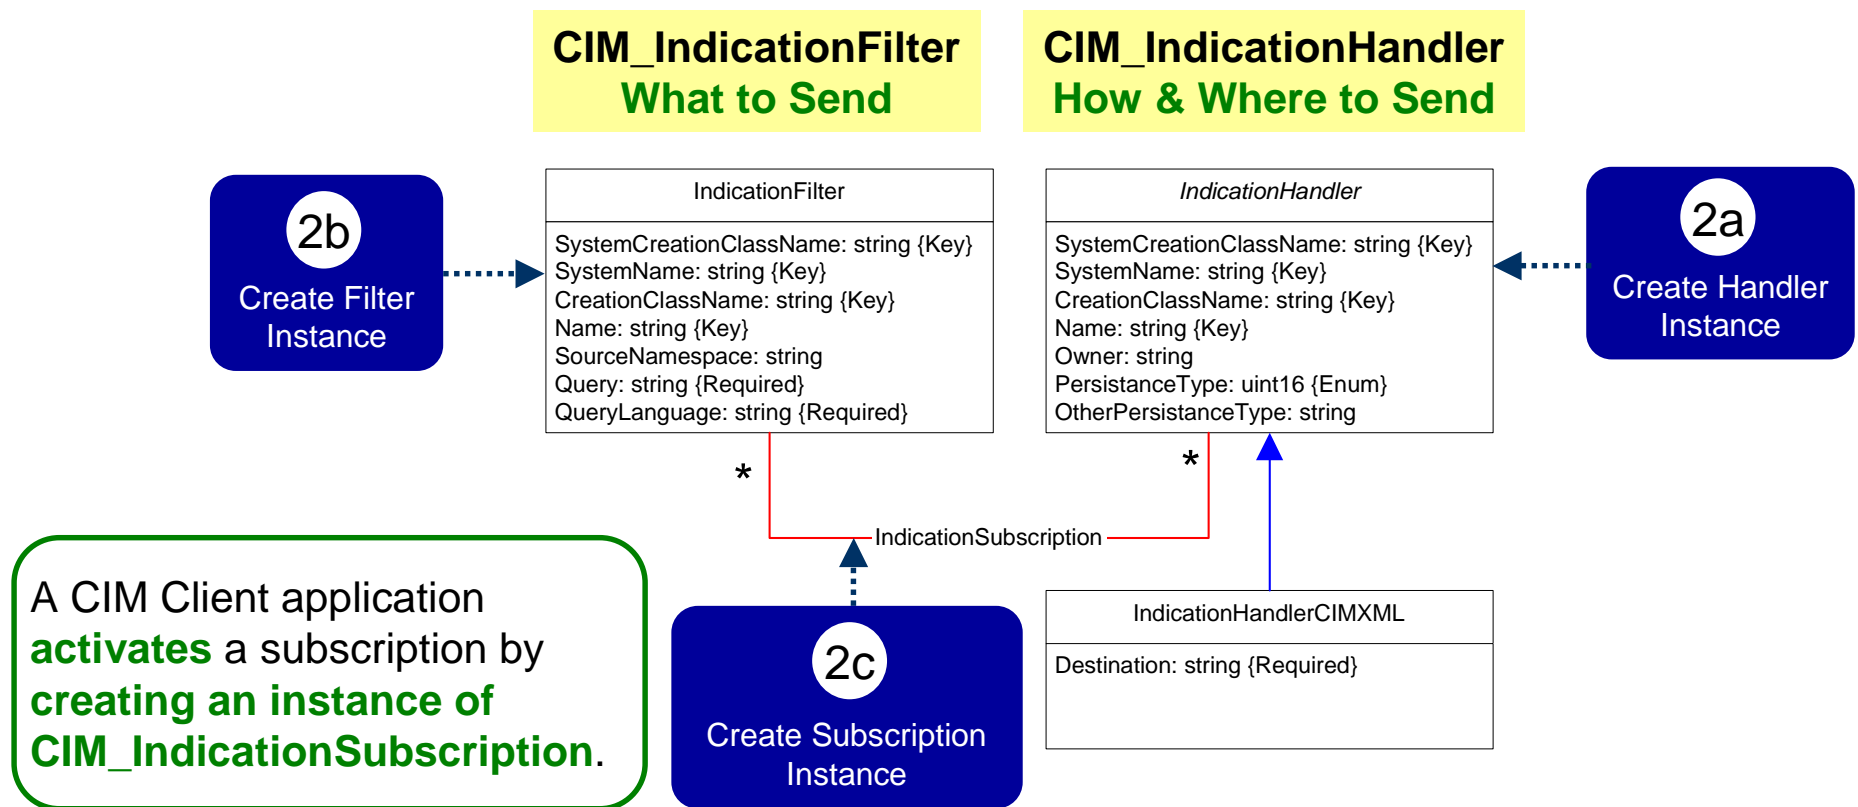 CIM_IndicationFilter
What to Send
CIM_IndicationHandler
How & Where to Send
2b
Create Filter
Instance
IndicationFilter
SystemCreationClassName: string {Key}
SystemName: string {Key}
CreationClassName: string {Key}
Name: string {Key}
SourceNamespace: string
Query: string {Required}
QueryLanguage: string {Required}
IndicationHandler
SystemCreationClassName: string {Key}
SystemName: string {Key}
CreationClassName: string {Key}
Name: string {Key}
Owner: string
PersistanceType: uint16 {Enum}
OtherPersistanceType: string
2a
Create Handler
Instance
*
*
IndicationSubscription
A CIM Client application
activates a subscription by
creating an instance of
CIM_IndicationSubscription.
2c
Create Subscription
Instance
IndicationHandlerCIMXML
Destination: string {Required}